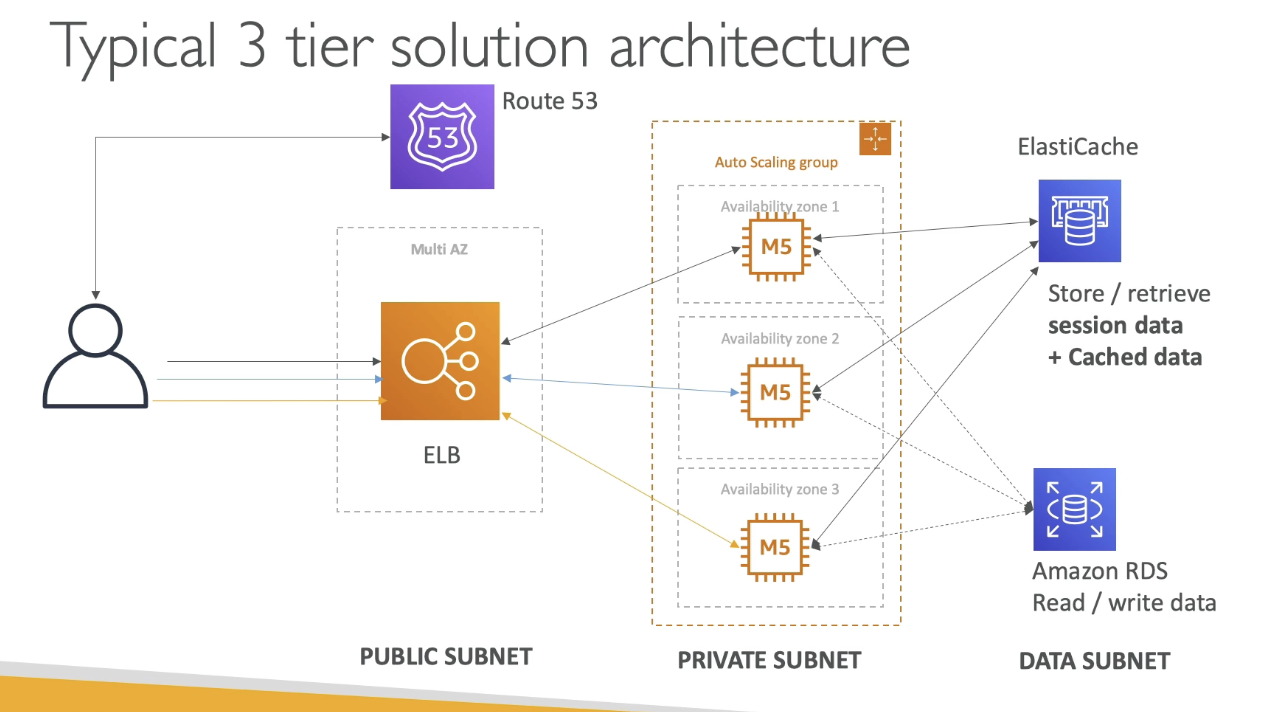 Typical 3 tier solution architecture
Route 53
53
ElastiCache
Auto Scaling group
Availability zone 1
M5
Multi AZ
Store / retrieve
session data
+ Cached data
Availability zone 2
M5
ELB
Availability zone 3
M5
Amazon RDS
Read / write data
PUBLIC SUBNET
PRIVATE SUBNET
DATA SUBNET